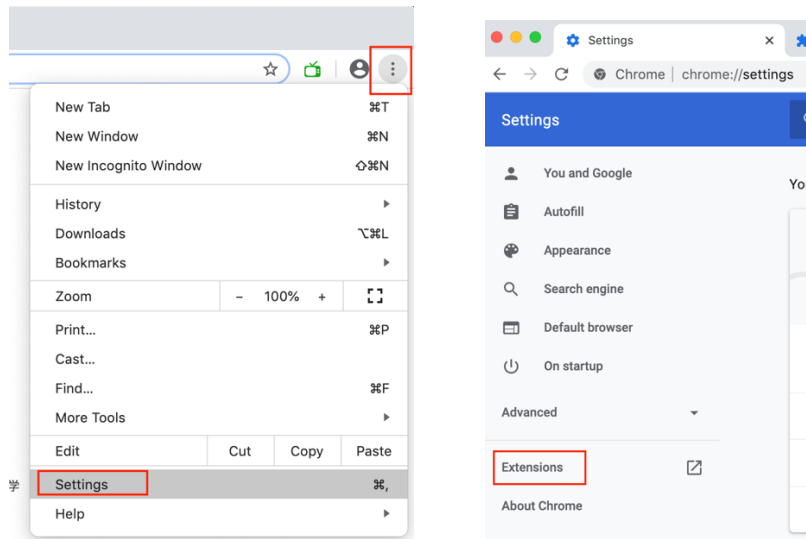 New Tab ⌘T
New Window ⌘N
New Incognito Window ⇧⌘N
History
Downloads ⌥⌘L
Bookmarks
Zoom - 100% +
Print... ⌘P
Cast...
Find... ⌘F
More Tools
Edit Cut Copy Paste
学
Settings ⌘,
Help
Settings ×
Chrome | chrome://settings
Settings
You and Google
Autofill
Appearance
Search engine
Default browser
On startup
Advanced
Extensions
About Chrome